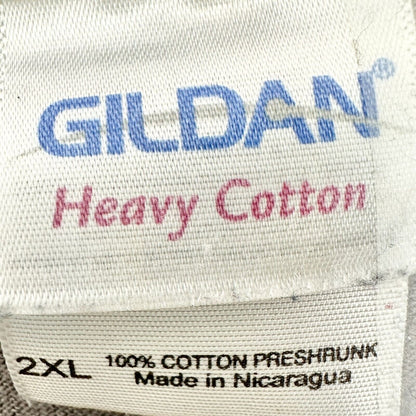 GILDAN®
Heavy Cotton
2XL
100% COTTON PRESHRUNK
Made in Nicaragua